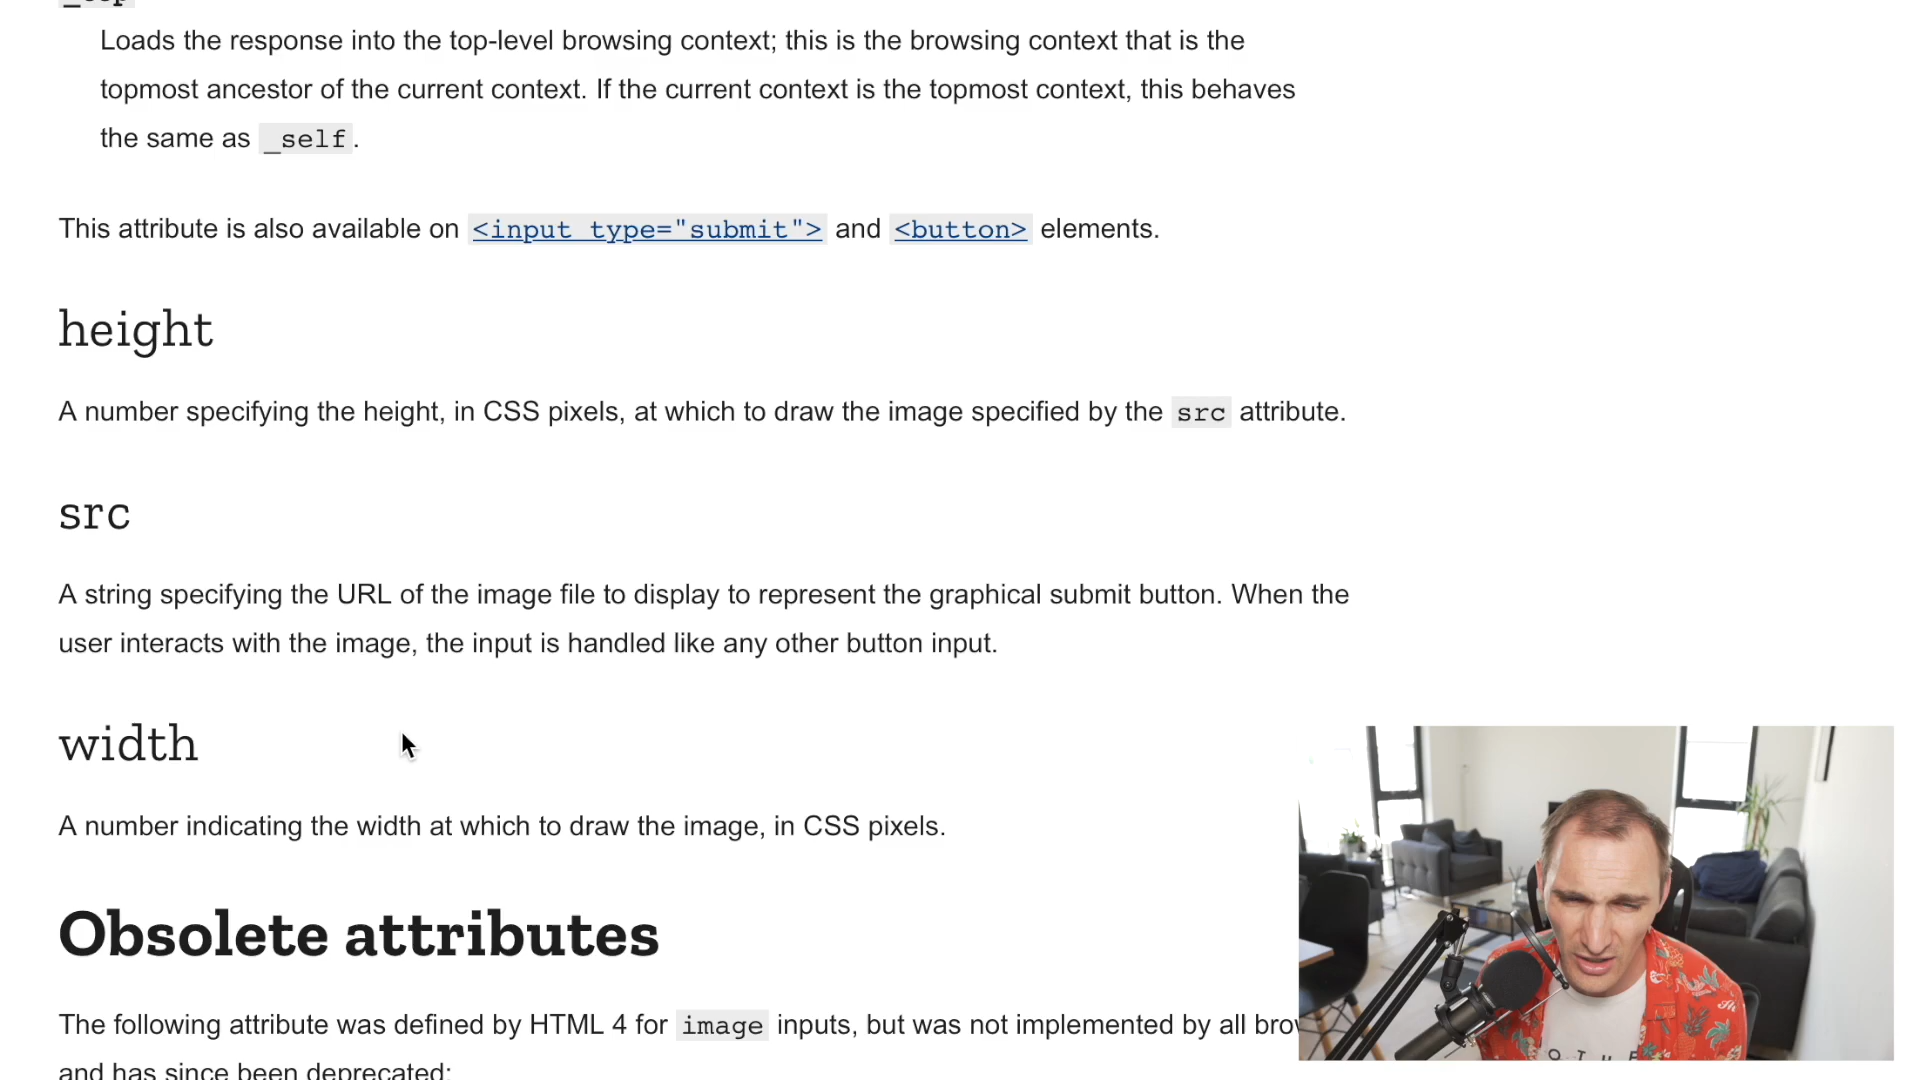 Loads the response into the top-level browsing context; this is the browsing context that is the
topmost ancestor of the current context. If the current context is the topmost context, this behaves
the same as _self.
This attribute is also available on <input type="submit"> and <button> elements.
height
A number specifying the height, in CSS pixels, at which to draw the image specified by the src attribute.
src
A string specifying the URL of the image file to display to represent the graphical submit button. When the
user interacts with the image, the input is handled like any other button input.
width
A number indicating the width at which to draw the image, in CSS pixels.
Obsolete attributes
The following attribute was defined by HTML 4 for image inputs, but was not implemented by all
and has since been deprecated: